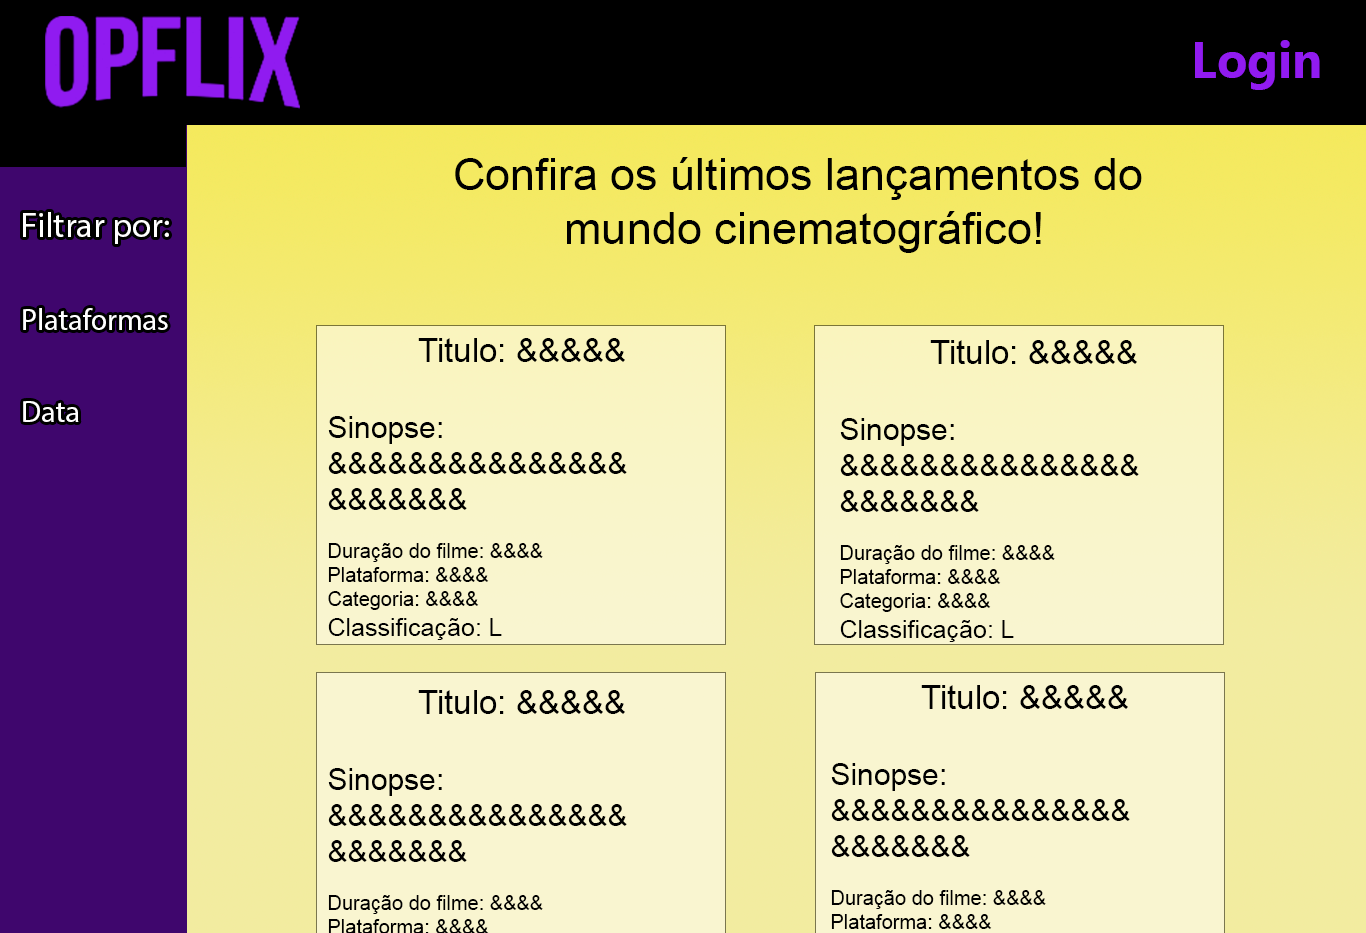 OPFLIX
Login
Filtrar por:
Plataformas
Data
Confira os últimos lançamentos do
mundo cinematográfico!
Titulo: &&&&&
Sinopse:
&&&&&&&&&&&&&&&
&&&&&&&
Duração do filme: &&&&
Plataforma: &&&&
Categoria: &&&&
Classificação: L
Titulo: &&&&&
Sinopse:
&&&&&&&&&&&&&&&
&&&&&&&
Duração do filme: &&&&
Plataforma: &&&&
Categoria: &&&&
Classificação: L
Titulo: &&&&&
Sinopse:
&&&&&&&&&&&&&&&
&&&&&&&
Duração do filme: &&&&
Plataforma: &&&&
Titulo: &&&&&
Sinopse:
&&&&&&&&&&&&&&&
&&&&&&&
Duração do filme: &&&&
Plataforma: &&&&